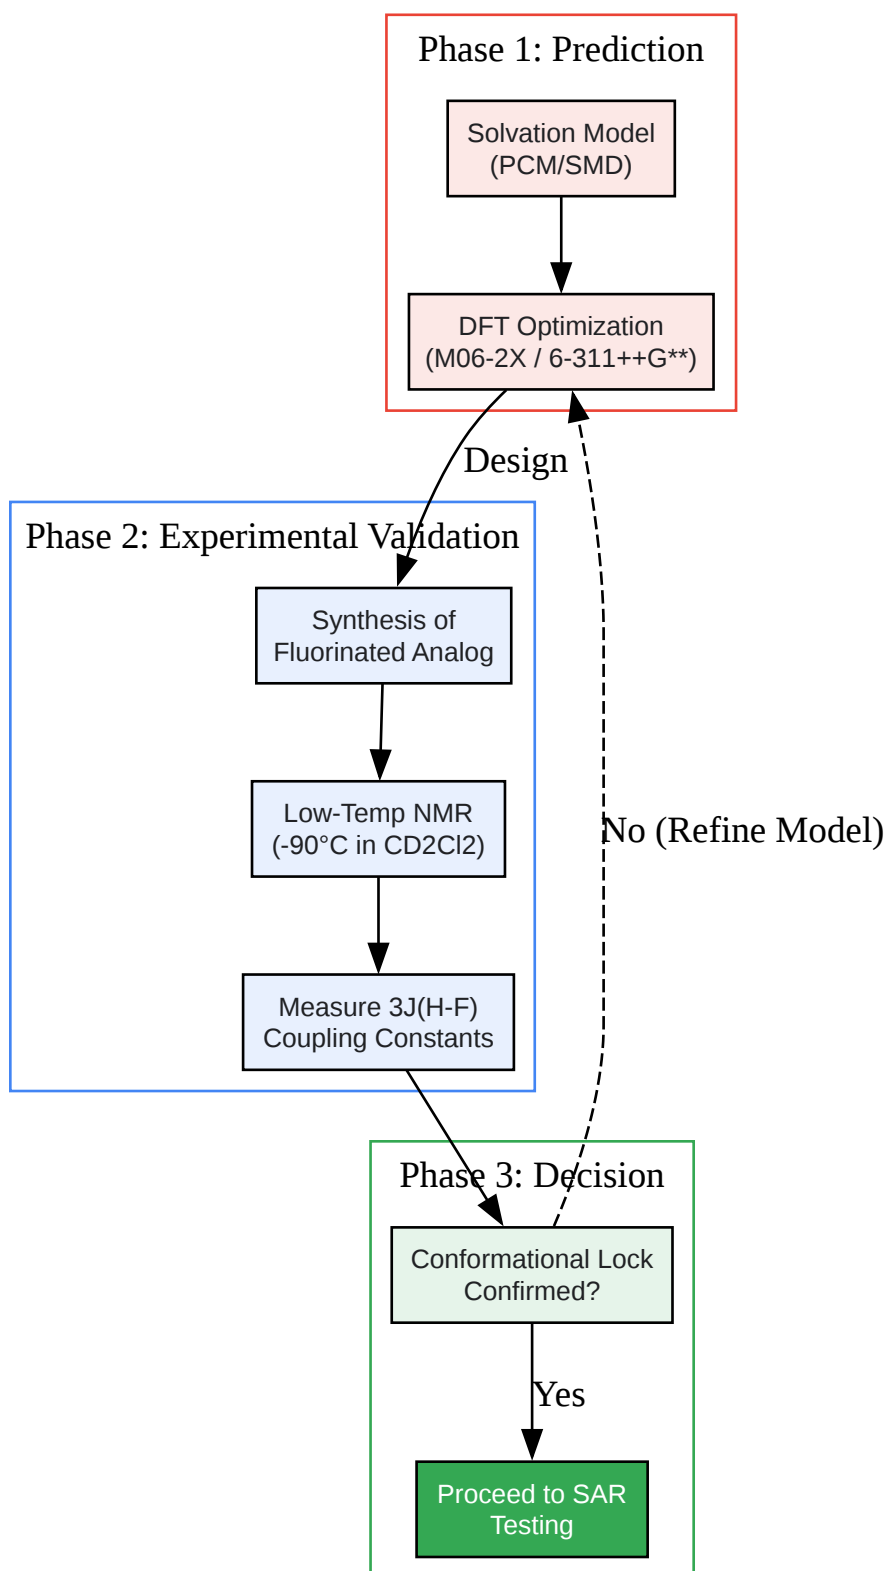 Phase 1: Prediction
Solvation Model
(PCM/SMD)
DFT Optimization
(M06-2X / 6-311++G**)
Design
Phase 2: Experimental Validation
Synthesis of
Fluorinated Analog
Low-Temp NMR
(-90°C in CD2Cl2)
No (Refine Model)
Measure 3J(H-F)
Coupling Constants
Phase 3: Decision
Conformational Lock
Confirmed?
Yes
Proceed to SAR
Testing